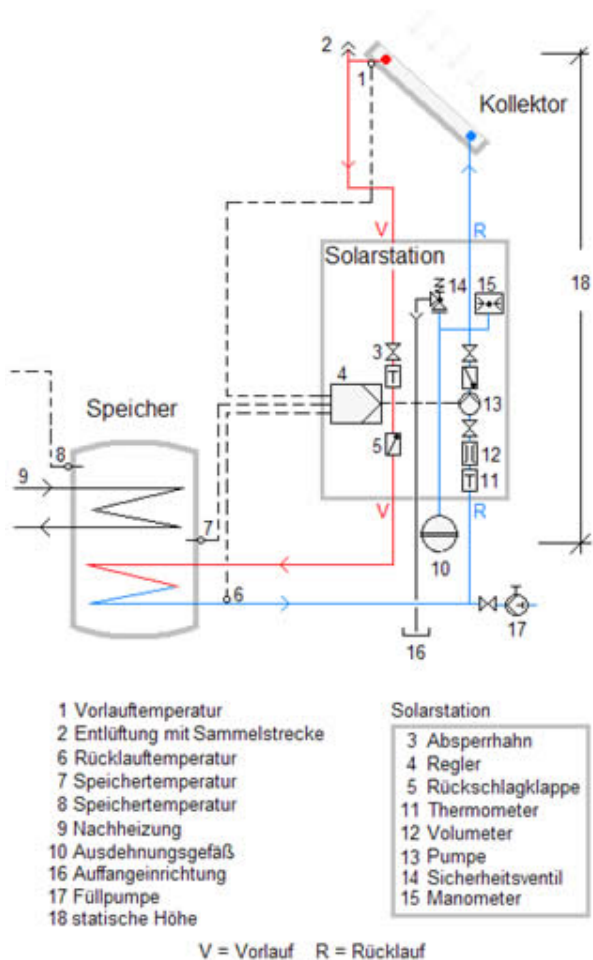 2
1
Kollektor
V
R
Solarstation
14
15
18
3
T
4
13
Speicher
5
12
8
T
11
9
7
V
R
10
6
17
16
1 Vorlauftemperatur
2 Entlüftung mit Sammelstrecke
6 Rücklauftemperatur
7 Speichertemperatur
8 Speichertemperatur
9 Nachheizung
10 Ausdehnungsgefäß
16 Auffangeinrichtung
17 Füllpumpe
18 statische Höhe
Solarstation
3 Absperrhahn
4 Regler
5 Rückschlagklappe
11 Thermometer
12 Volumeter
13 Pumpe
14 Sicherheitsventil
15 Manometer
V = Vorlauf R = Rücklauf